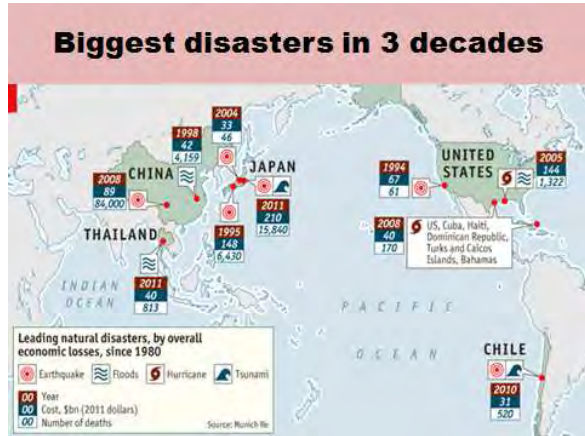 Biggest disasters in 3 decades
2004
33
46
1998
42
4,159
CHINA
JAPAN
2008
89
84,000
2011
210
15,840
1995
148
6,430
THAILAND
2011
40
813
INDIAN
OCEAN
1994
67
61
UNITED
STATES
2005
144
1,322
2008
40
170
US, Cuba, Haiti,
Dominican Republic,
Turks and Caicos
Islands, Bahamas
PACIFIC
OCEAN
CHILE
2010
31
520
Leading natural disasters, by overall
economic losses, since 1980
Earthquake Floods Hurricane Tsunami
00 Year
00 Cost, $bn (2011 dollars)
00 Number of deaths
Source: Munich Re